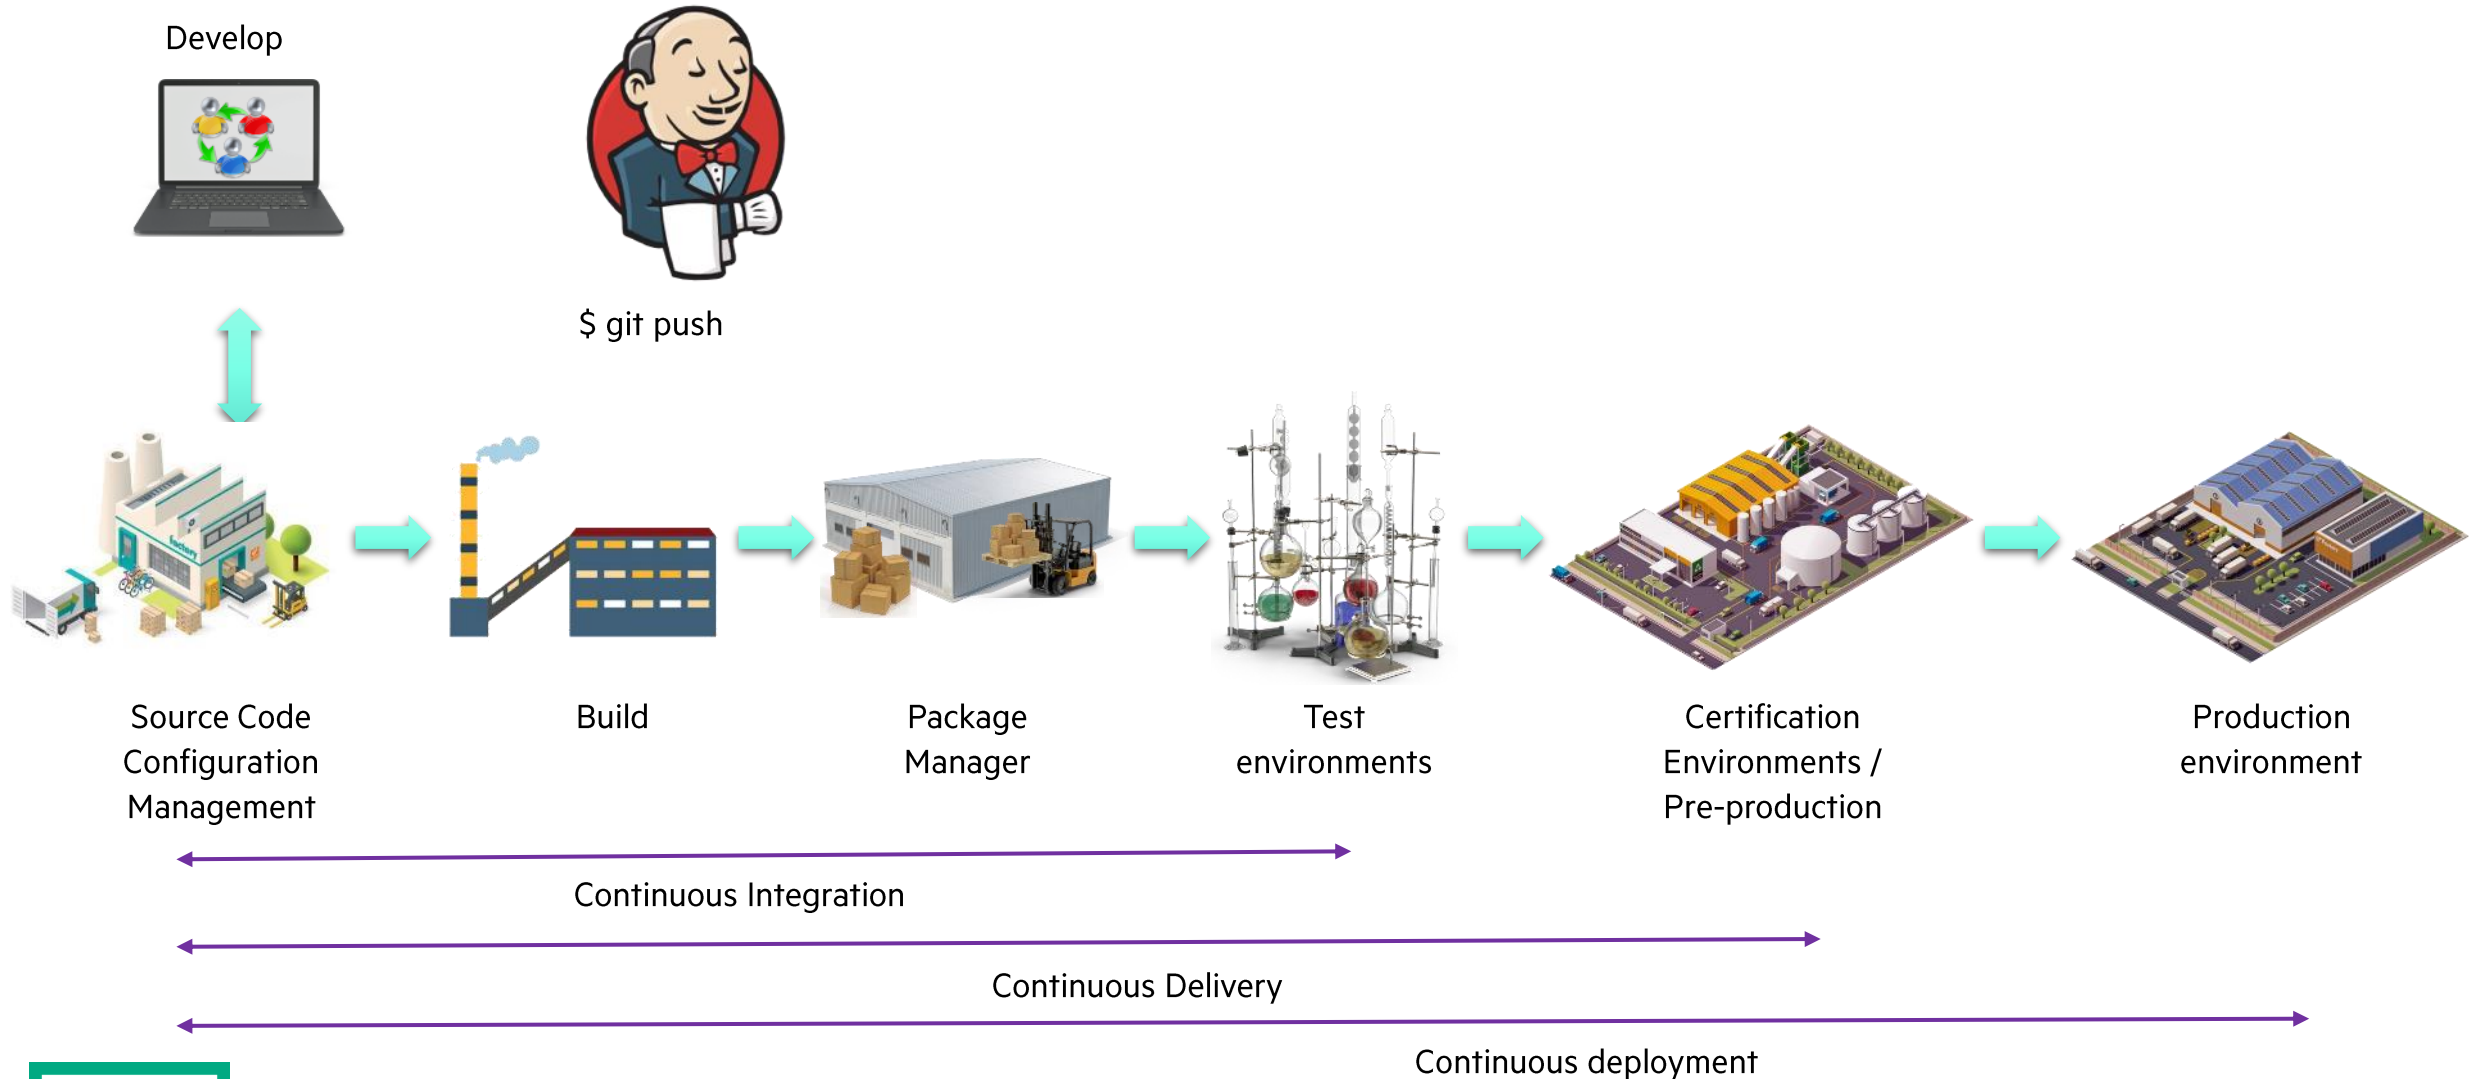 Develop
$ git push
factory
Source Code
Configuration
Management
Build
Package
Manager
Test
environments
Certification
Environments /
Pre-production
Production
environment
Continuous Integration
Continuous Delivery
Continuous deployment